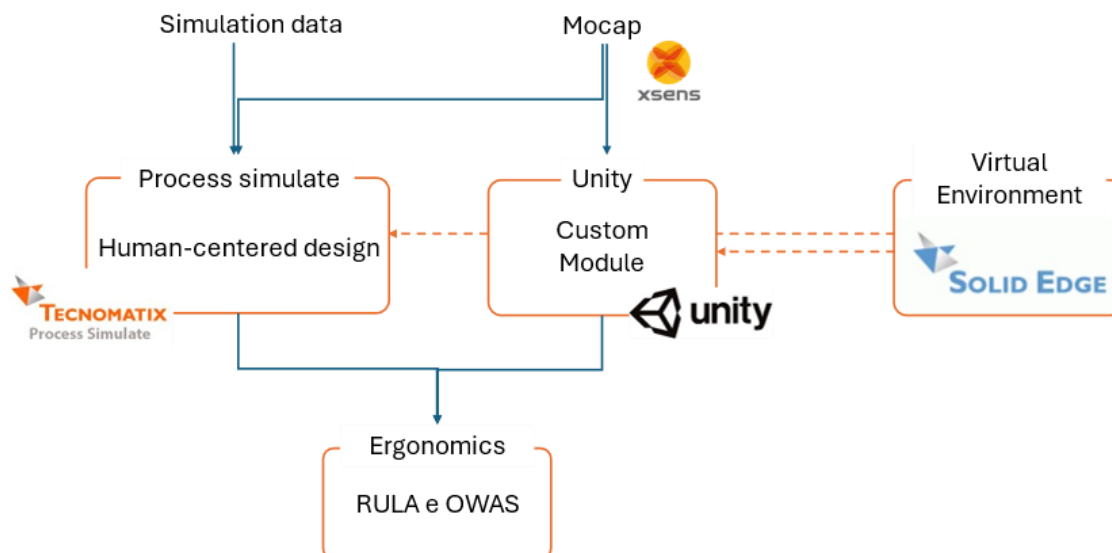 Simulation data
Mocap
xsens
Process simulate
Human-centered design
TECNOMATIX
Process Simulate
Unity
Custom
Module
unity
Virtual
Environment
SOLID EDGE
Ergonomics
RULA e OWAS